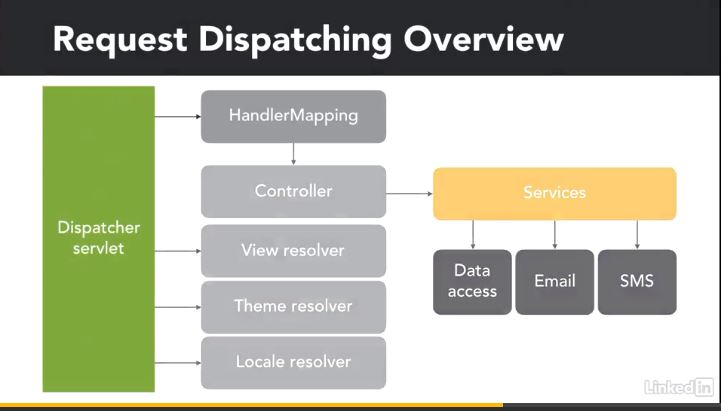 Request Dispatching Overview
HandlerMapping
Controller
Services
Dispatcher
servlet
View resolver
Data
access
Email
SMS
Theme resolver
Locale resolver
Linked in